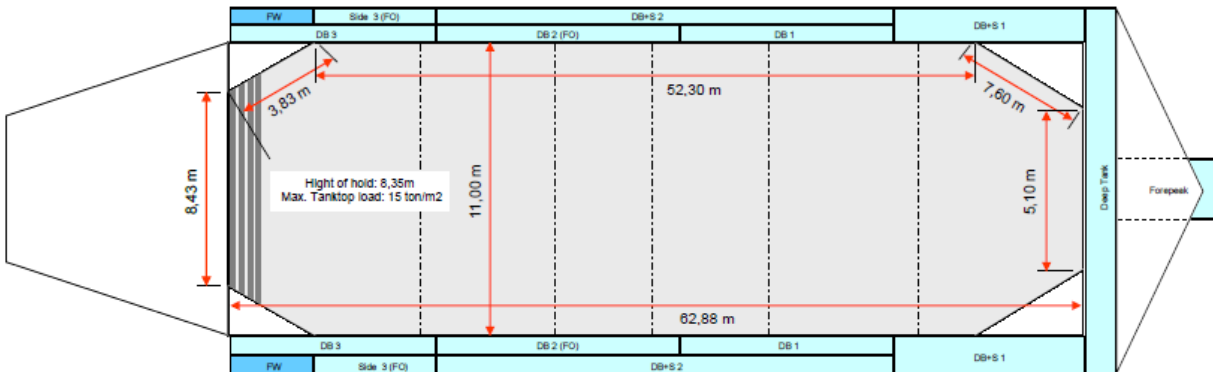 FW
Side 3 (FO)
DB+S 2
DB+S 1
DB 3
DB 2 (FO)
DB 1
3,83 m
52,30 m
7,60 m
8,43 m
Hight of hold: 8,35m
Max. Tanktop load: 15 ton/m2
11,00 m
5,10 m
Deep Tank
Forepeak
62,88 m
DB 3
DB 2 (FO)
DB 1
DB+S 1
FW
Side 3 (FO)
DB+S 2